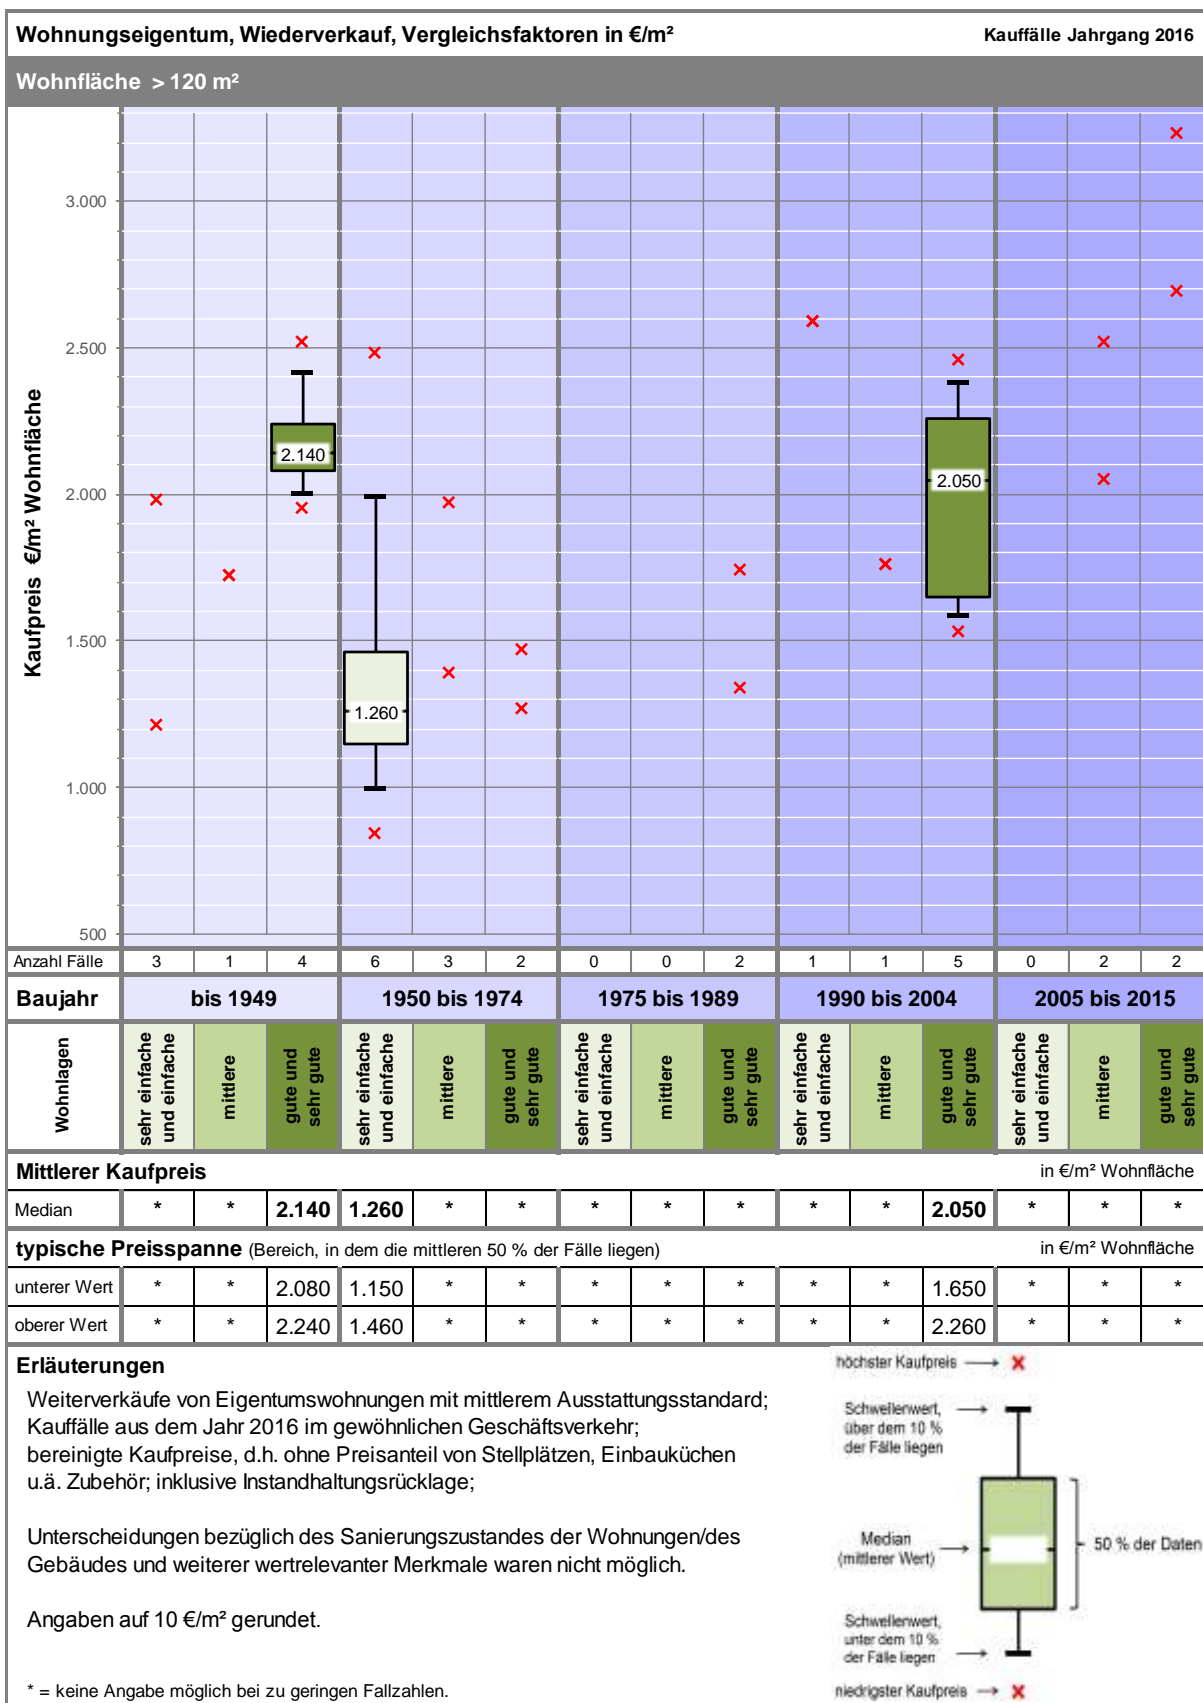 Wohnungseigentum, Wiederverkauf, Vergleichsfaktoren in €/m² Kauffälle Jahrgang 2016
Wohnfläche > 120 m²
Kaufpreis €/m² Wohnfläche
3.000
2.500
2.000
1.500
1.000
500
2.140
1.260
2.050
Anzahl Fälle 3 1 4 6 3 2 0 0 2 1 1 5 0 2 2
Baujahr bis 1949 1950 bis 1974 1975 bis 1989 1990 bis 2004 2005 bis 2015
Wohnlagen
sehr einfache
und einfache
mittlere
gute und
sehr gute
sehr einfache
und einfache
mittlere
gute und
sehr gute
sehr einfache
und einfache
mittlere
gute und
sehr gute
sehr einfache
und einfache
mittlere
gute und
sehr gute
sehr einfache
und einfache
mittlere
gute und
sehr gute
Mittlerer Kaufpreis in €/m² Wohnfläche
Median * * 2.140 1.260 * * * * * * * 2.050 * * *
typische Preisspanne (Bereich, in dem die mittleren 50 % der Fälle liegen) in €/m² Wohnfläche
unterer Wert * * 2.080 1.150 * * * * * * * 1.650 * * *
oberer Wert * * 2.240 1.460 * * * * * * * 2.260 * * *
Erläuterungen
Weiterverkäufe von Eigentumswohnungen mit mittlerem Ausstattungsstandard;
Kauffälle aus dem Jahr 2016 im gewöhnlichen Geschäftsverkehr;
bereinigte Kaufpreise, d.h. ohne Preisanteil von Stellplätzen, Einbauküchen
u.ä. Zubehör; inklusive Instandhaltungsrücklage;
Unterscheidungen bezüglich des Sanierungszustandes der Wohnungen/des
Gebäudes und weiterer wertrelevanter Merkmale waren nicht möglich.
Angaben auf 10 €/m² gerundet.
* = keine Angabe möglich bei zu geringen Fallzahlen.
höchster Kaufpreis
Schwellenwert,
über dem 10 %
der Fälle liegen
Median
(mittlerer Wert)
50 % der Daten
Schwellenwert,
unter dem 10 %
der Fälle liegen
niedrigster Kaufpreis